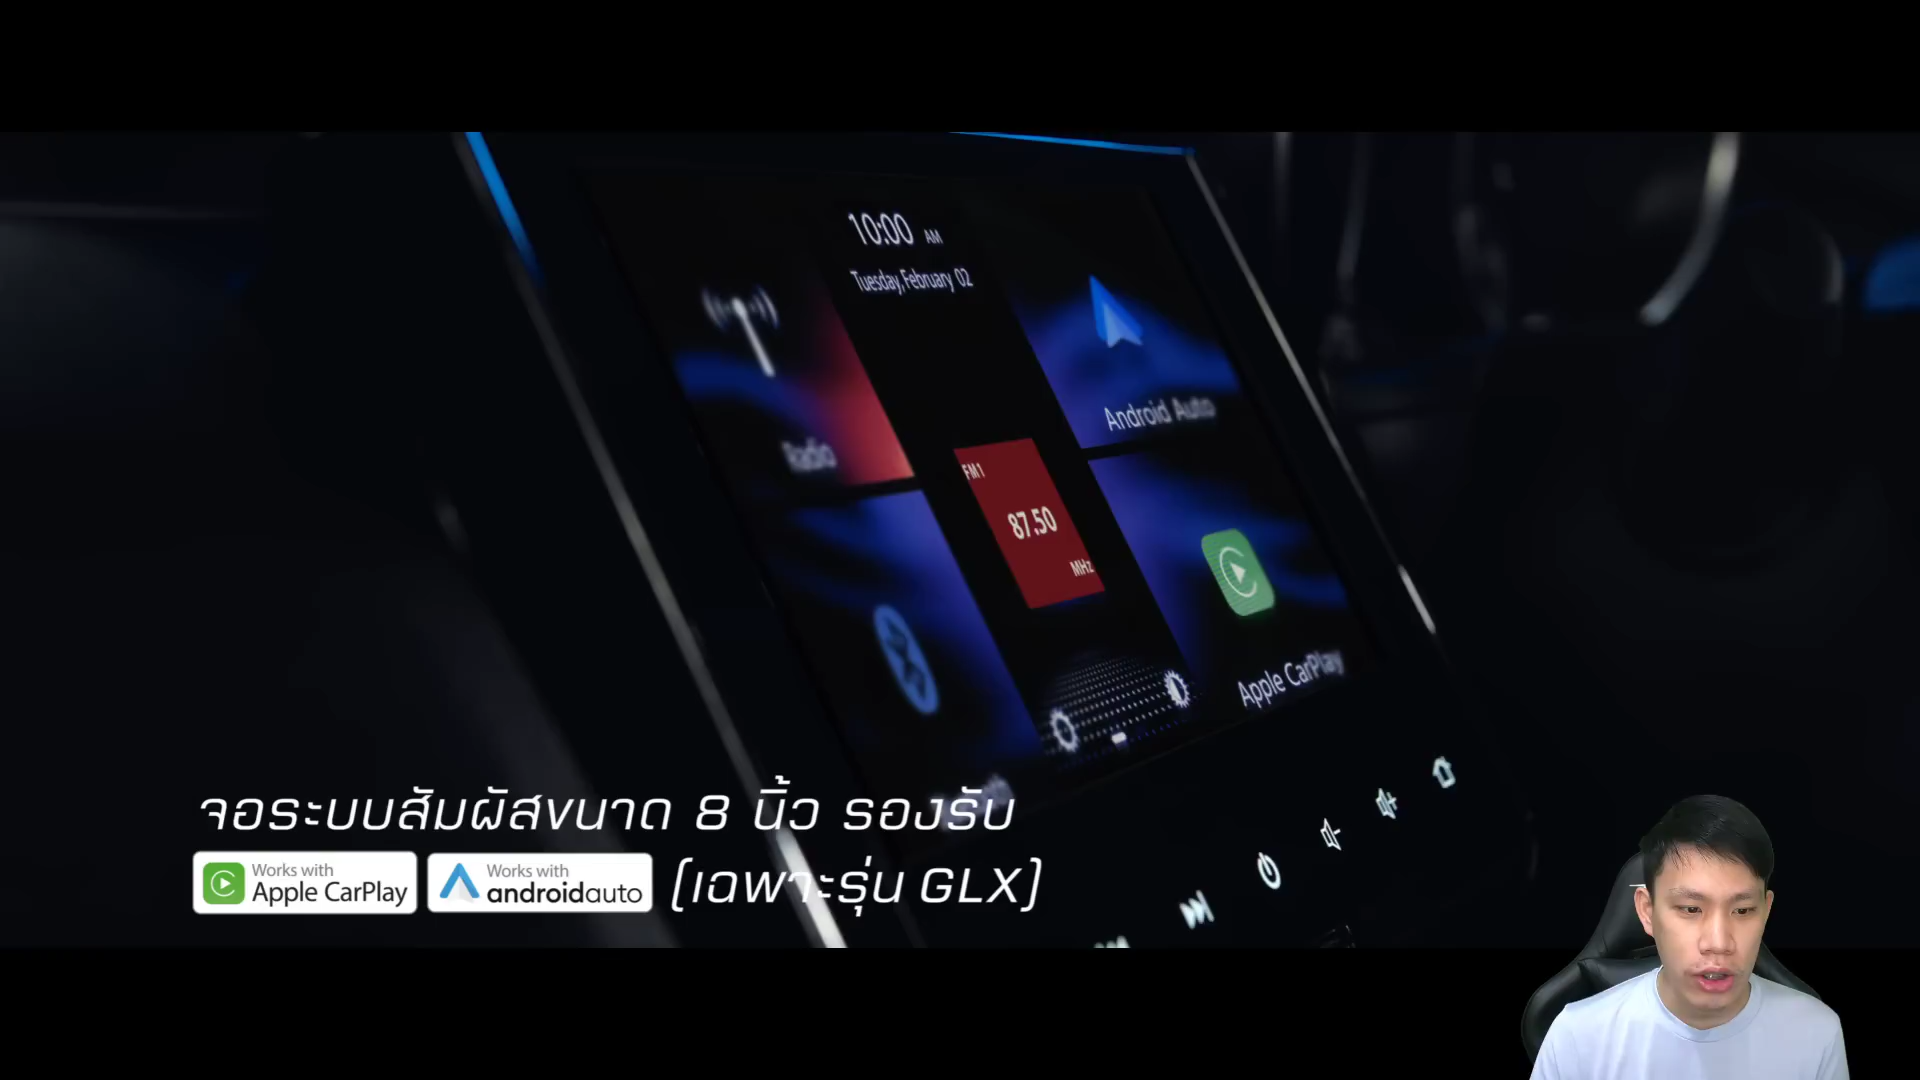 10:00 AM
Tuesday, February 02
Radio
Android Auto
FM1
87.50
MHz
Apple CarPlay
จอระบบสัมผัสขนาด 8 นิ้ว รองรับ
Works with
Apple CarPlay
Works with
androidauto
(เฉพาะรุ่น GLX)